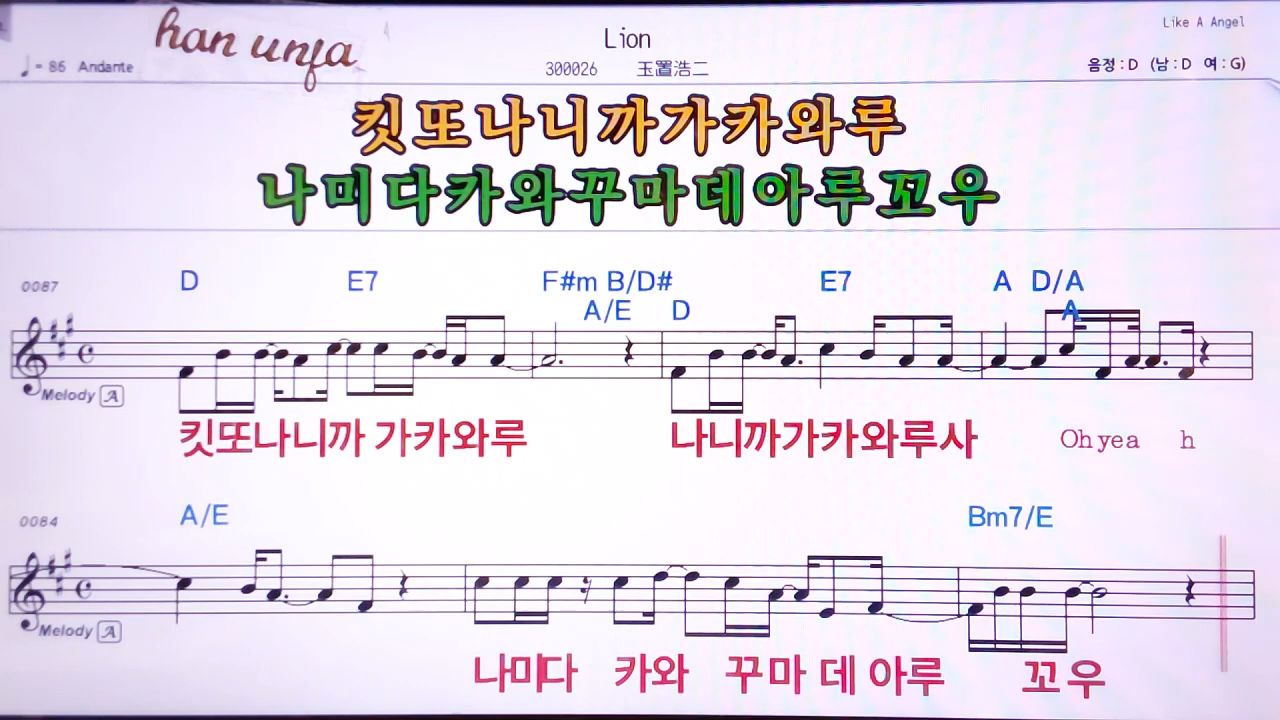 han unja
Lion
Like A Angel
♩= 86 Andante
300026 玉置浩二
음정 : D (남 : D 여 : G)
킷또나니까가카와루
나미다카와꾸마데아루꼬우
0087
D E7 F#m B/D# E7 A D/A
A/E D A
Melody A
킷또나니까 가카와루 나니까가카와루사 Oh yea h
0084
A/E Bm7/E
Melody A
나미다 카와 꾸마 데 아루 꼬우